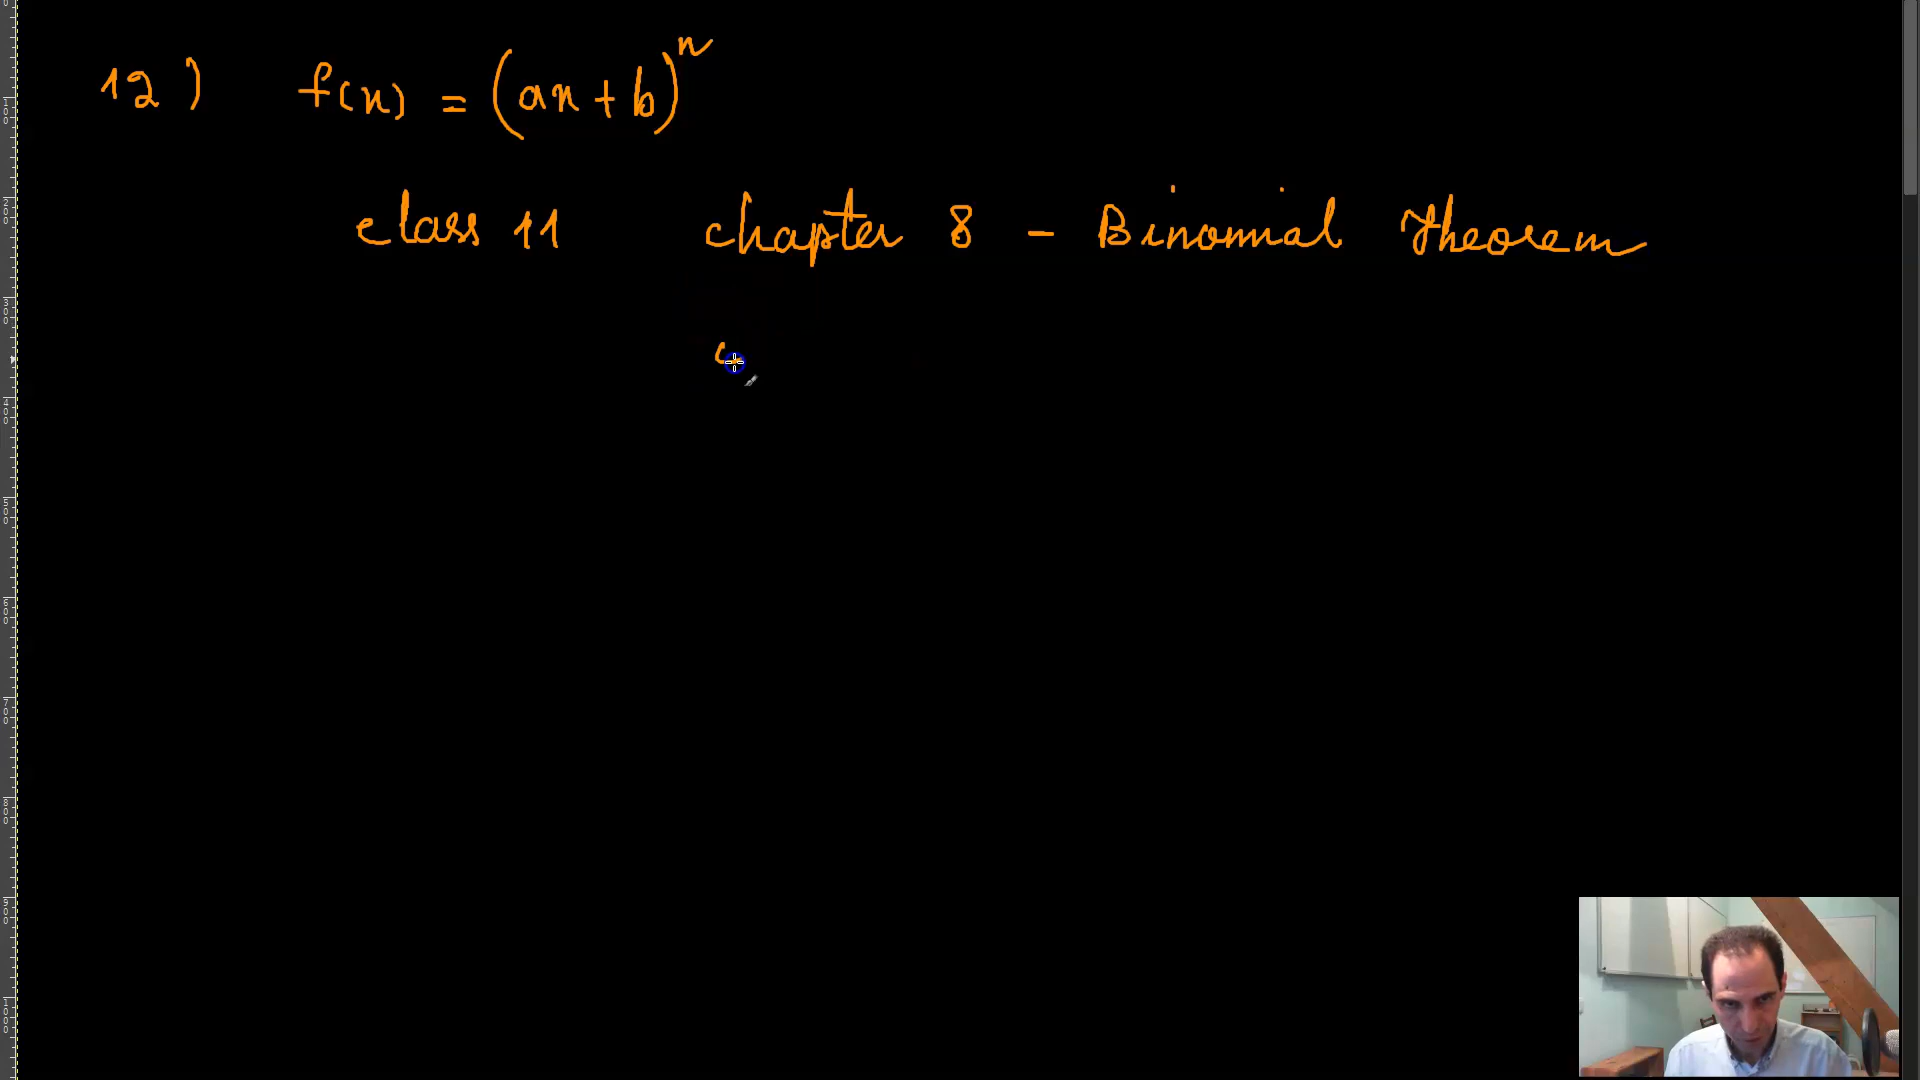 12) f(x) = (ax + b)^n
class 11 chapter 8 - Binomial Theorem